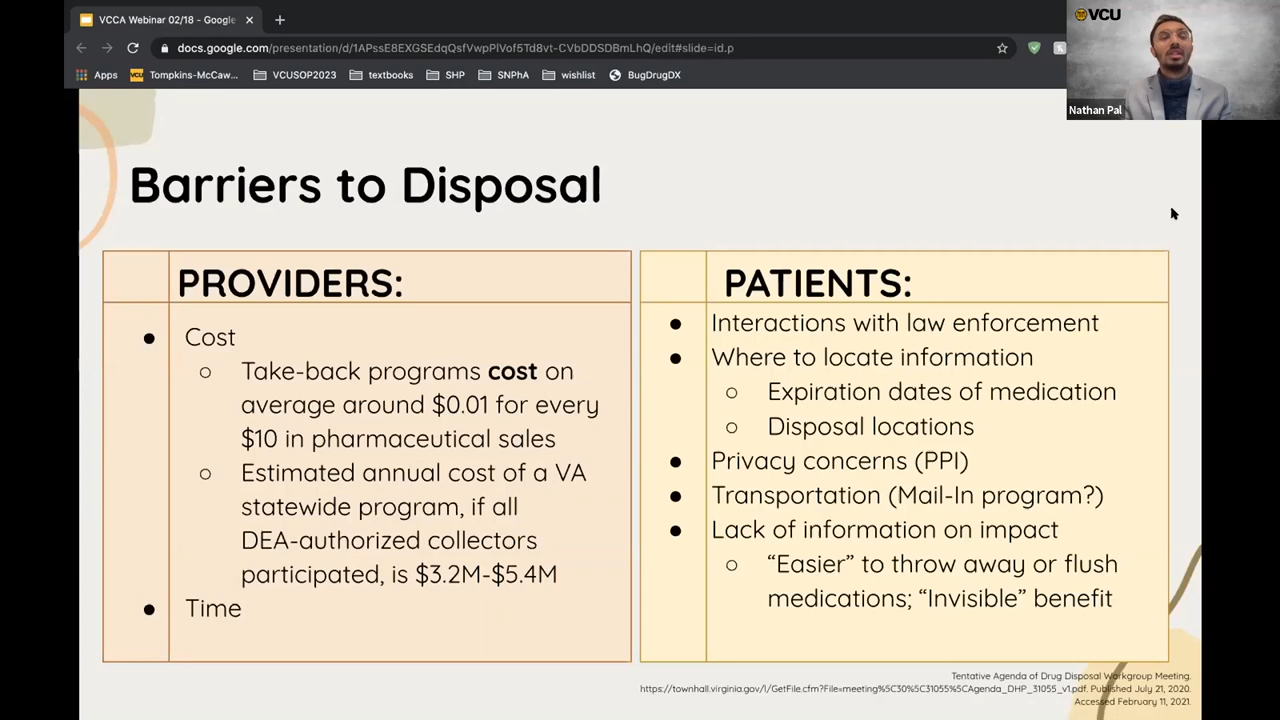 VCCA Webinar 02/18 - Google
docs.google.com/presentation/d/1APssE8EXGSEdqQsfVwpPlVof5Td8vt-CVbDDSDBmLhQ/edit#slide=id.p
Apps
VCU
Tompkins-McCaw...
VCUSOP2023
textbooks
SHP
SNPhA
wishlist
BugDrugDX
VCU
Nathan Pal
Barriers to Disposal
PROVIDERS:
● Cost
○ Take-back programs cost on
average around $0.01 for every
$10 in pharmaceutical sales
○ Estimated annual cost of a VA
statewide program, if all
DEA-authorized collectors
participated, is $3.2M-$5.4M
● Time
PATIENTS:
● Interactions with law enforcement
● Where to locate information
○ Expiration dates of medication
○ Disposal locations
● Privacy concerns (PPI)
● Transportation (Mail-In program?)
● Lack of information on impact
○ “Easier” to throw away or flush
medications; “Invisible” benefit
Tentative Agenda of Drug Disposal Workgroup Meeting.
https://townhall.virginia.gov/l/GetFile.cfm?File=meeting%5C30%5C31055%5CAgenda_DHP_31055_v1.pdf. Published July 21, 2020.
Accessed February 11, 2021.